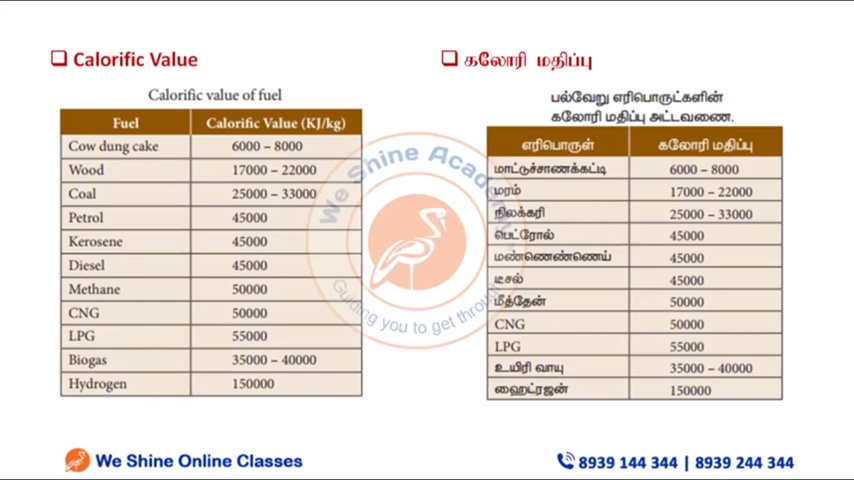 Calorific Value
கலோரி மதிப்பு
Calorific value of fuel
Fuel Calorific Value (KJ/kg)
Cow dung cake 6000 – 8000
Wood 17000 – 22000
Coal 25000 – 33000
Petrol 45000
Kerosene 45000
Diesel 45000
Methane 50000
CNG 50000
LPG 55000
Biogas 35000 – 40000
Hydrogen 150000
பல்வேறு எரிபொருட்களின்
கலோரி மதிப்பு அட்டவணை.
எரிபொருள் கலோரி மதிப்பு
மாட்டுச்சாணக்கட்டி 6000 – 8000
மரம் 17000 – 22000
நிலக்கரி 25000 – 33000
பெட்ரோல் 45000
மண்ணெண்ணெய் 45000
டீசல் 45000
மீத்தேன் 50000
CNG 50000
LPG 55000
உயிரி வாயு 35000 – 40000
ஹைட்ரஜன் 150000
We Shine Academy
Guiding you to get through
We Shine Online Classes
8939 144 344 | 8939 244 344